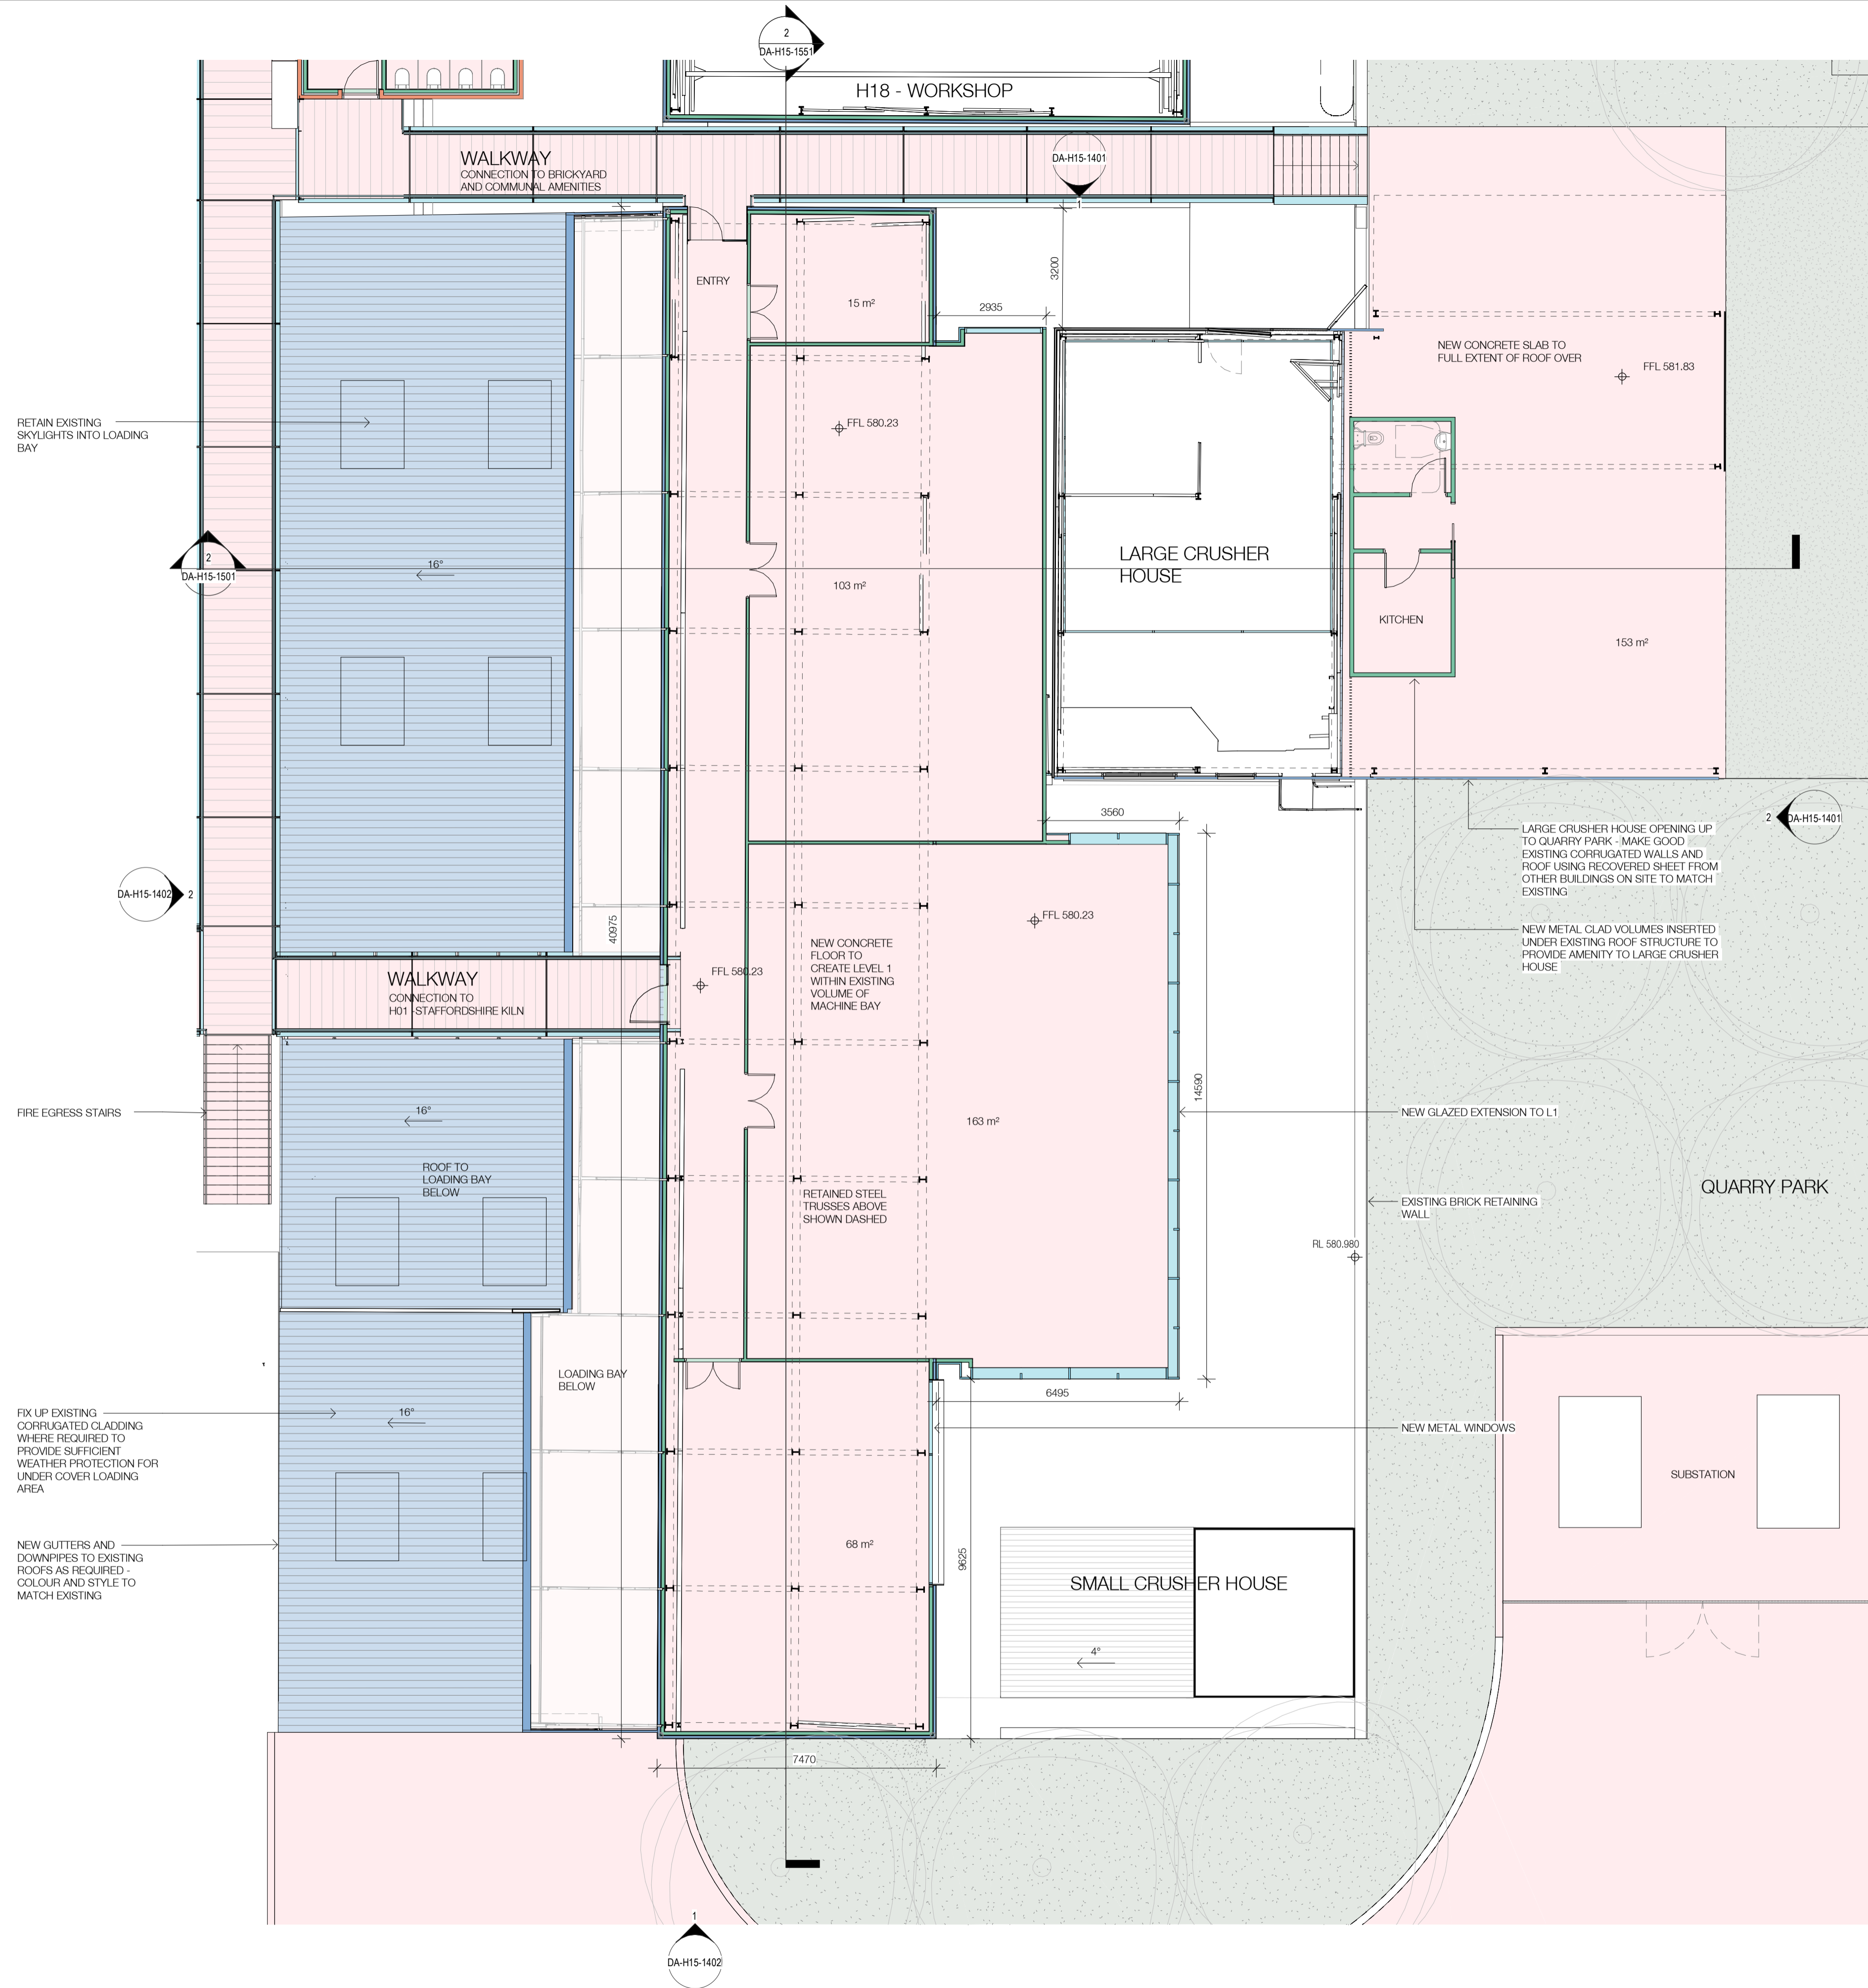 2
DA-H15-1551
H18 - WORKSHOP
WALKWAY
CONNECTION TO BRICKYARD
AND COMMUNAL AMENITIES
DA-H15-1401
1
ENTRY
15 m²
3200
2935
NEW CONCRETE SLAB TO
FULL EXTENT OF ROOF OVER
FFL 581.83
RETAIN EXISTING
SKYLIGHTS INTO LOADING
BAY
FFL 580.23
2
DA-H15-1501
16°
103 m²
LARGE CRUSHER
HOUSE
KITCHEN
153 m²
3560
LARGE CRUSHER HOUSE OPENING UP
TO QUARRY PARK - MAKE GOOD
EXISTING CORRUGATED WALLS AND
ROOF USING RECOVERED SHEET FROM
OTHER BUILDINGS ON SITE TO MATCH
EXISTING
2
DA-H15-1401
DA-H15-1402
2
40975
FFL 580.23
NEW CONCRETE
FLOOR TO
CREATE LEVEL 1
WITHIN EXISTING
VOLUME OF
MACHINE BAY
NEW METAL CLAD VOLUMES INSERTED
UNDER EXISTING ROOF STRUCTURE TO
PROVIDE AMENITY TO LARGE CRUSHER
HOUSE
WALKWAY
CONNECTION TO
H01 -STAFFORDSHIRE KILN
FFL 580.23
14590
FIRE EGRESS STAIRS
16°
163 m²
NEW GLAZED EXTENSION TO L1
ROOF TO
LOADING BAY
BELOW
RETAINED STEEL
TRUSSES ABOVE
SHOWN DASHED
EXISTING BRICK RETAINING
WALL
QUARRY PARK
RL 580.980
LOADING BAY
BELOW
6495
FIX UP EXISTING
CORRUGATED CLADDING
WHERE REQUIRED TO
PROVIDE SUFFICIENT
WEATHER PROTECTION FOR
UNDER COVER LOADING
AREA
16°
NEW METAL WINDOWS
SUBSTATION
NEW GUTTERS AND
DOWNPIPES TO EXISTING
ROOFS AS REQUIRED -
COLOUR AND STYLE TO
MATCH EXISTING
68 m²
9625
SMALL CRUSHER HOUSE
4°
7470
1
DA-H15-1402